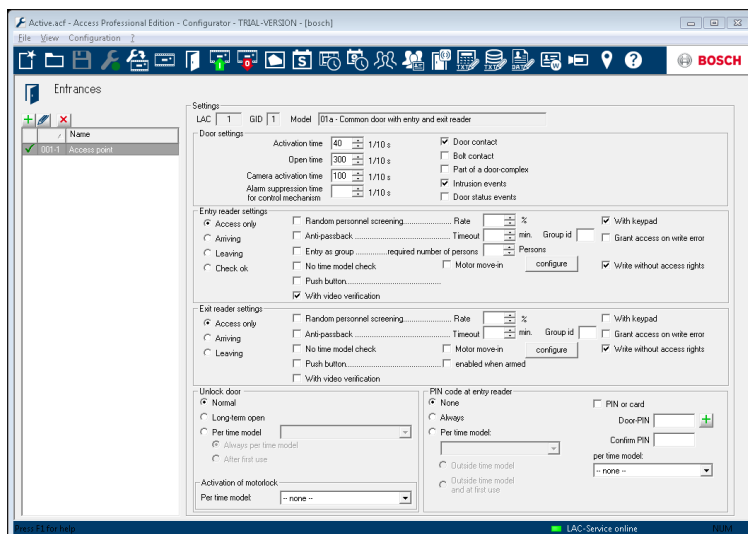 Active.acf - Access Professional Edition - Configurator - TRIAL-VERSION - [bosch]
File View Configuration ?
BOSCH
Entrances
Name
001-1 Access point
Settings
LAC 1 GID 1 Model 01a - Common door with entry and exit reader
Door settings
Activation time 40 1/10 s Door contact
Open time 300 1/10 s Bolt contact
Camera activation time 100 1/10 s Part of a door-complex
Alarm suppression time for control mechanism 1/10 s Intrusion events
Door status events
Entry reader settings
Access only Random personnel screening........................ Rate % With keypad
Arriving Anti-passback ........................................ Timeout min. Group id Grant access on write error
Leaving Entry as group ..............required number of persons Persons
Check ok No time model check Motor move-in configure Write without access rights
Push button..............................
With video verification
Exit reader settings
Access only Random personnel screening........................ Rate % With keypad
Arriving Anti-passback ........................................ Timeout min. Group id Grant access on write error
Leaving No time model check Motor move-in configure Write without access rights
Push button.............................. enabled when armed
With video verification
Unlock door
Normal
Long-term open
Per time model
Always per time model
After first use
Activation of motorlock
Per time model: -- none --
PIN code at entry reader
None PIN or card
Always Door-PIN
Per time model: Confirm PIN
per time model:
Outside time model -- none --
Outside time model
and at first use
Press F1 for help LAC-Service online NUM